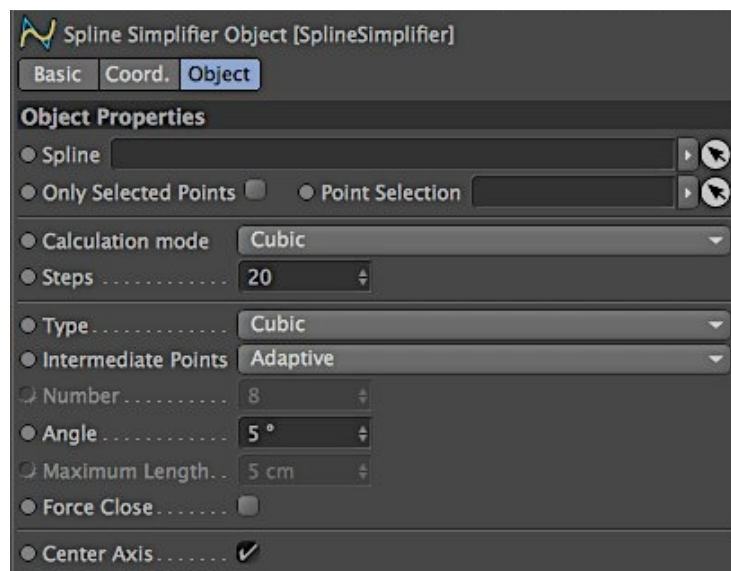 Spline Simplifier Object [SplineSimplifier]
Basic Coord. Object
Object Properties
Spline
Only Selected Points Point Selection
Calculation mode Cubic
Steps . . . . . . . . . . . . 20
Type. . . . . . . . . . . . . Cubic
Intermediate Points Adaptive
Number. . . . . . . . . . 8
Angle . . . . . . . . . . . . 5 °
Maximum Length. . 5 cm
Force Close. . . . . . .
Center Axis. . . . . . .